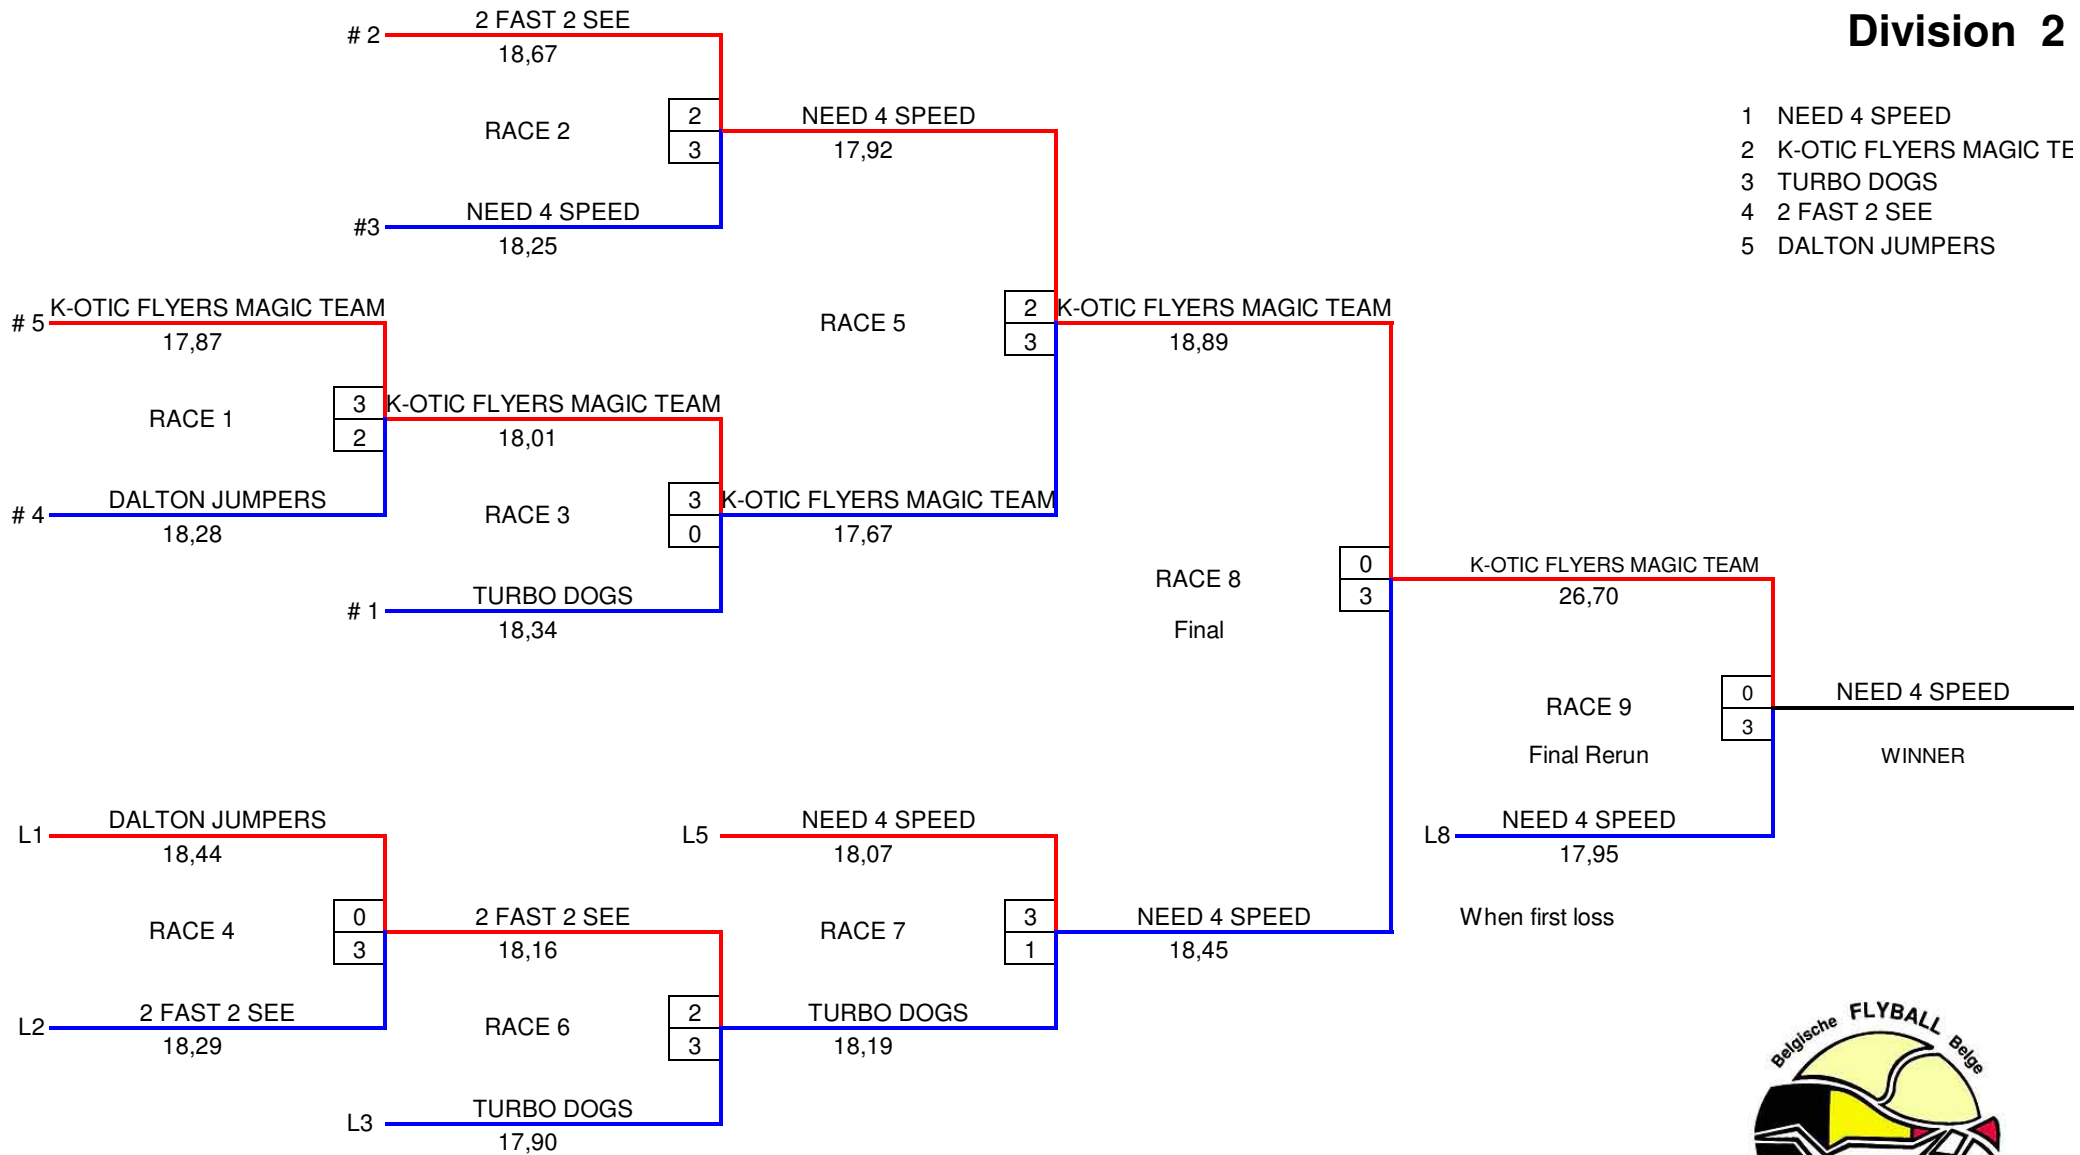 Division 2
1 NEED 4 SPEED
2 K-OTIC FLYERS MAGIC TE
3 TURBO DOGS
4 2 FAST 2 SEE
5 DALTON JUMPERS
# 2
2 FAST 2 SEE
18,67
RACE 2
2
3
#3
NEED 4 SPEED
18,25
NEED 4 SPEED
17,92
# 5
K-OTIC FLYERS MAGIC TEAM
17,87
RACE 1
3
2
# 4
DALTON JUMPERS
18,28
K-OTIC FLYERS MAGIC TEAM
18,01
RACE 3
3
0
# 1
TURBO DOGS
18,34
RACE 5
2
3
K-OTIC FLYERS MAGIC TEAM
17,67
K-OTIC FLYERS MAGIC TEAM
18,89
RACE 8
Final
0
3
K-OTIC FLYERS MAGIC TEAM
26,70
RACE 9
Final Rerun
0
3
NEED 4 SPEED
WINNER
L8
NEED 4 SPEED
17,95
When first loss
L1
DALTON JUMPERS
18,44
RACE 4
0
3
L2
2 FAST 2 SEE
18,29
2 FAST 2 SEE
18,16
RACE 6
2
3
L3
TURBO DOGS
17,90
L5
NEED 4 SPEED
18,07
RACE 7
3
1
TURBO DOGS
18,19
NEED 4 SPEED
18,45
Belgische FLYBALL Belge